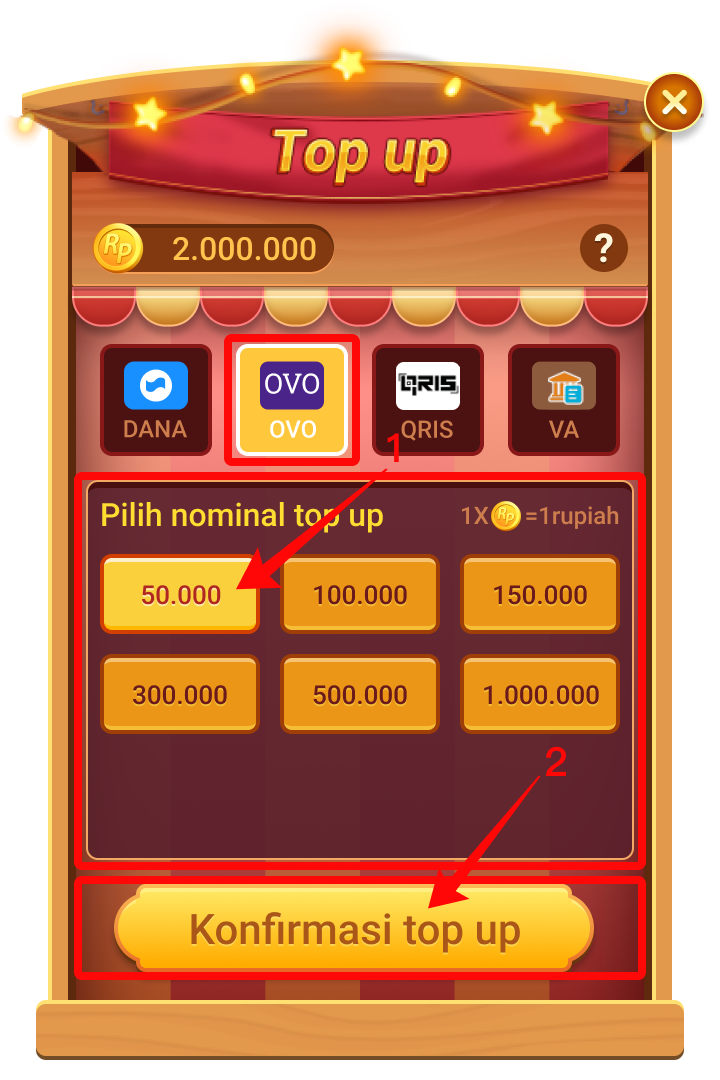 Top up
Rp 2.000.000 ?
OVO QRIS
DANA OVO QRIS VA
1
Pilih nominal top up 1X Rp =1rupiah
50.000 100.000 150.000
300.000 500.000 1.000.000
2
Konfirmasi top up